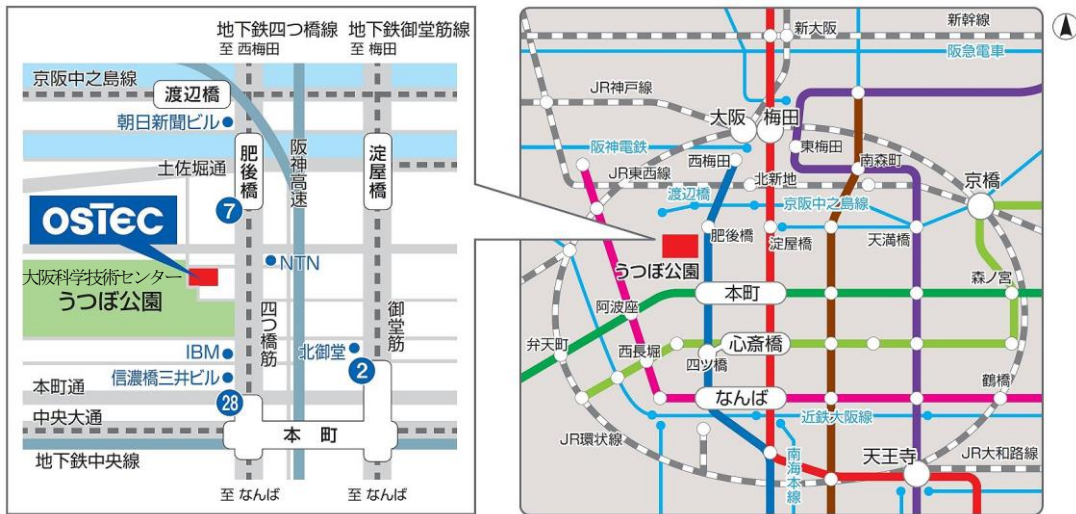 地下鉄四つ橋線
至 西梅田
地下鉄御堂筋線
至 梅田
京阪中之島線
渡辺橋
朝日新聞ビル
肥後橋
阪神高速
淀屋橋
土佐堀通
7
OSTEC
NTN
大阪科学技術センター
うつぼ公園
四つ橋筋
御堂筋
IBM
北御堂
2
信濃橋三井ビル
本町通
28
中央大通
本町
地下鉄中央線
至 なんば
至 なんば
新大阪
新幹線
阪急電車
JR神戸線
大阪
梅田
東梅田
阪神電鉄
西梅田
南森町
JR東西線
北新地
京橋
渡辺橋
京阪中之島線
肥後橋
淀屋橋
天満橋
うつぼ公園
森ノ宮
本町
阿波座
弁天町
心斎橋
西長堀
四ツ橋
鶴橋
なんば
近鉄大阪線
JR環状線
南海本線
天王寺
JR大和路線